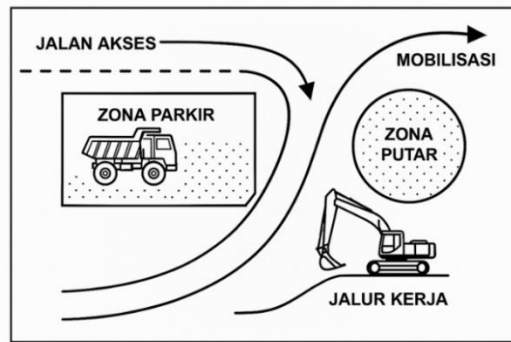 JALAN AKSES
MOBILISASI
ZONA PARKIR
ZONA
PUTAR
JALUR KERJA